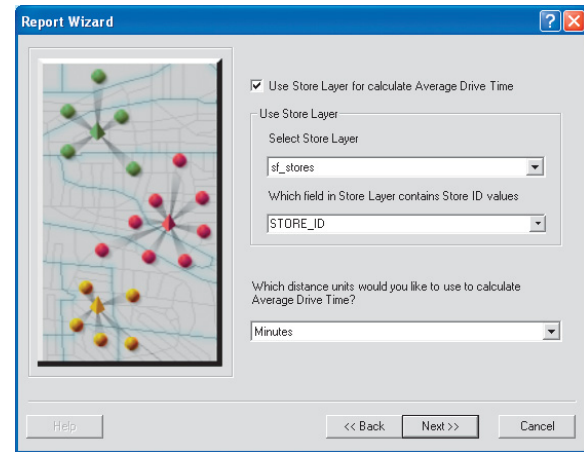 Report Wizard
Use Store Layer for calculate Average Drive Time
Use Store Layer
Select Store Layer
sf_stores
Which field in Store Layer contains Store ID values
STORE_ID
Which distance units would you like to use to calculate
Average Drive Time?
Minutes
Help
<< Back
Next >>
Cancel